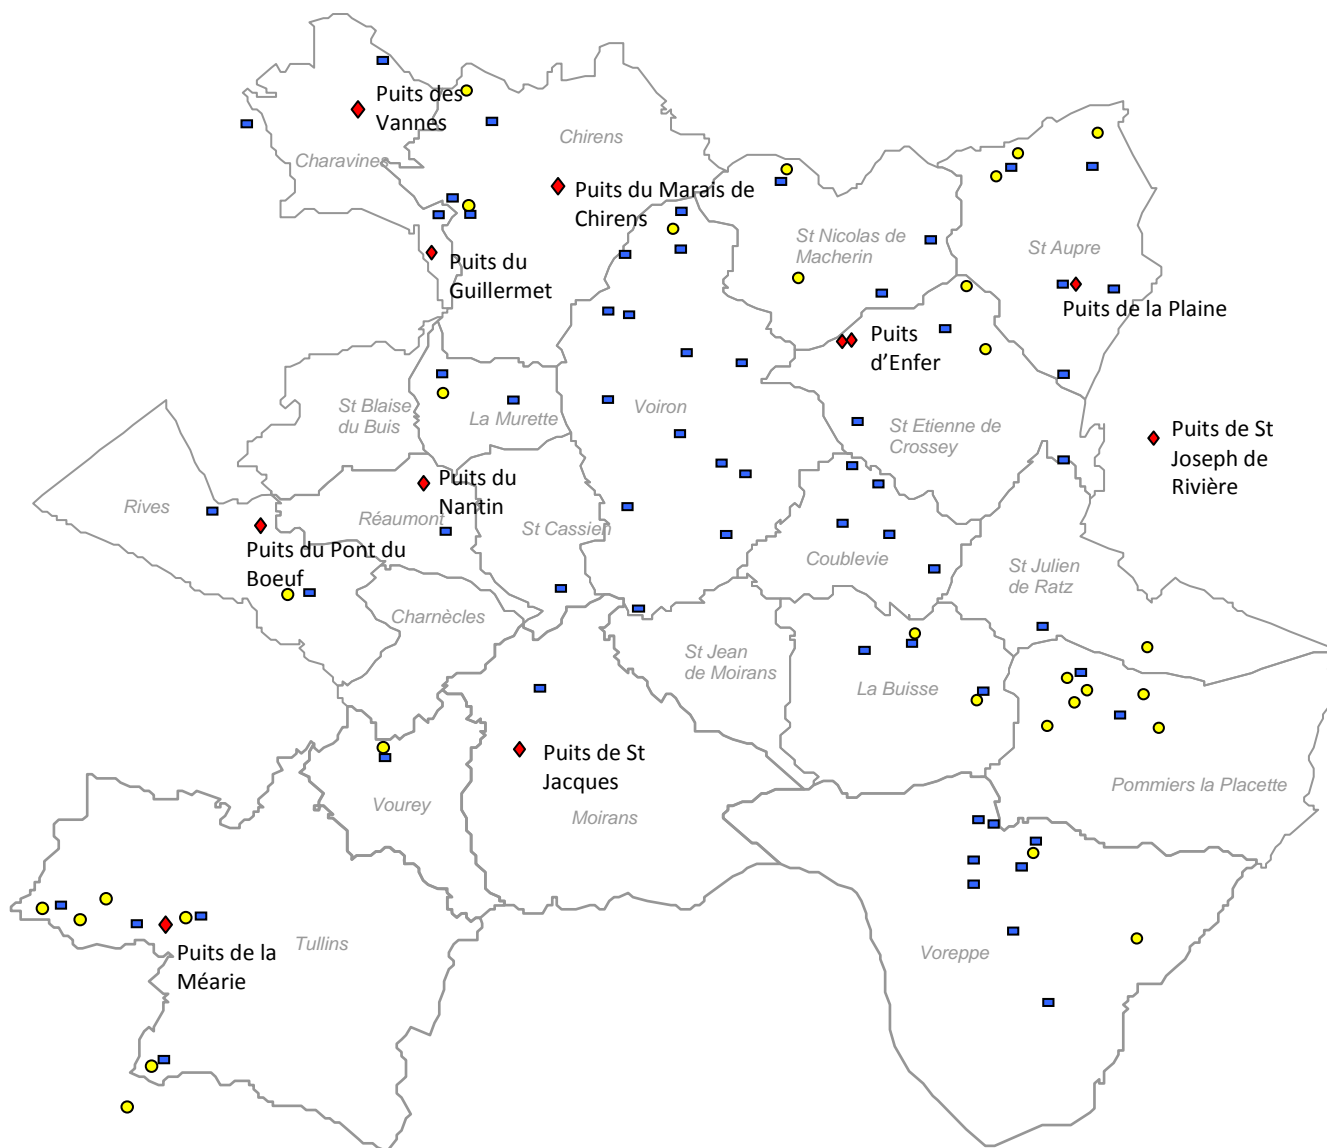 Puits des
Vannes
Chirens
Charavines
Puits du Marais de
Chirens
St Nicolas de
Macherin
St Aupre
Puits du
Guillermet
Puits de la Plaine
Puits
d’Enfer
St Blaise
du Buis
La Murette
Voiron
St Etienne de
Crossey
Puits de St
Joseph de
Rivière
Puits du
Nantin
Rives
Réaumont
St Cassien
Puits du Pont du
Boeuf
Coublevie
St Julien
de Ratz
Charnècles
St Jean
de Moirans
La Buisse
Puits de St
Jacques
Pommiers la Placette
Vourey
Moirans
Tullins
Voreppe
Puits de la
Méarie